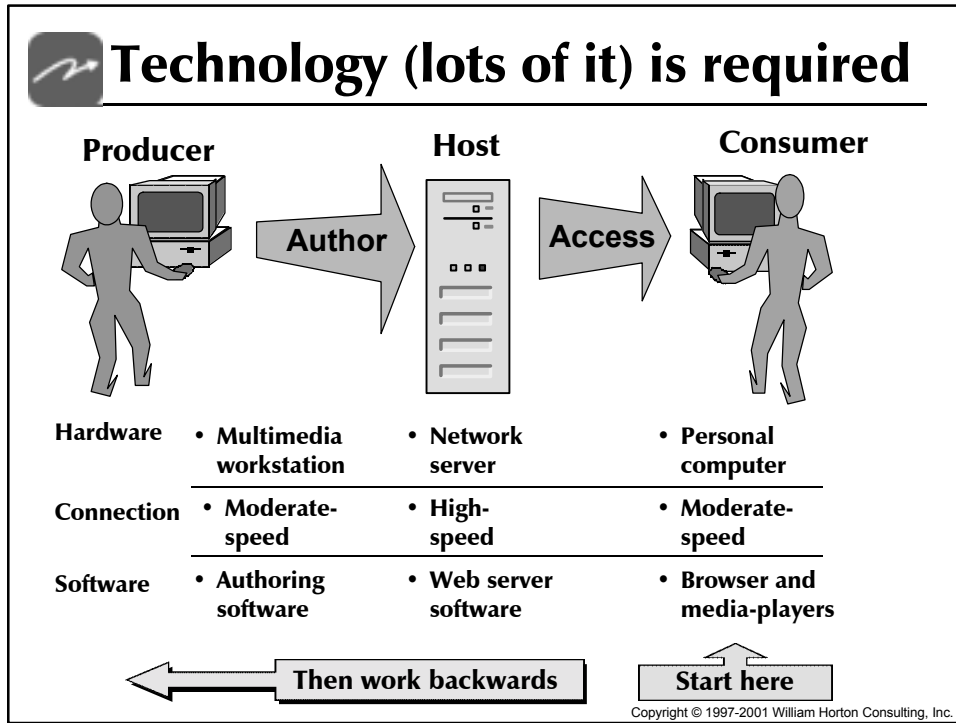 Technology (lots of it) is required
Producer
Host
Consumer
Author
Access
Hardware
• Multimedia
workstation
• Network
server
• Personal
computer
Connection
• Moderate-
speed
• High-
speed
• Moderate-
speed
Software
• Authoring
software
• Web server
software
• Browser and
media-players
Then work backwards
Start here
Copyright © 1997-2001 William Horton Consulting, Inc.